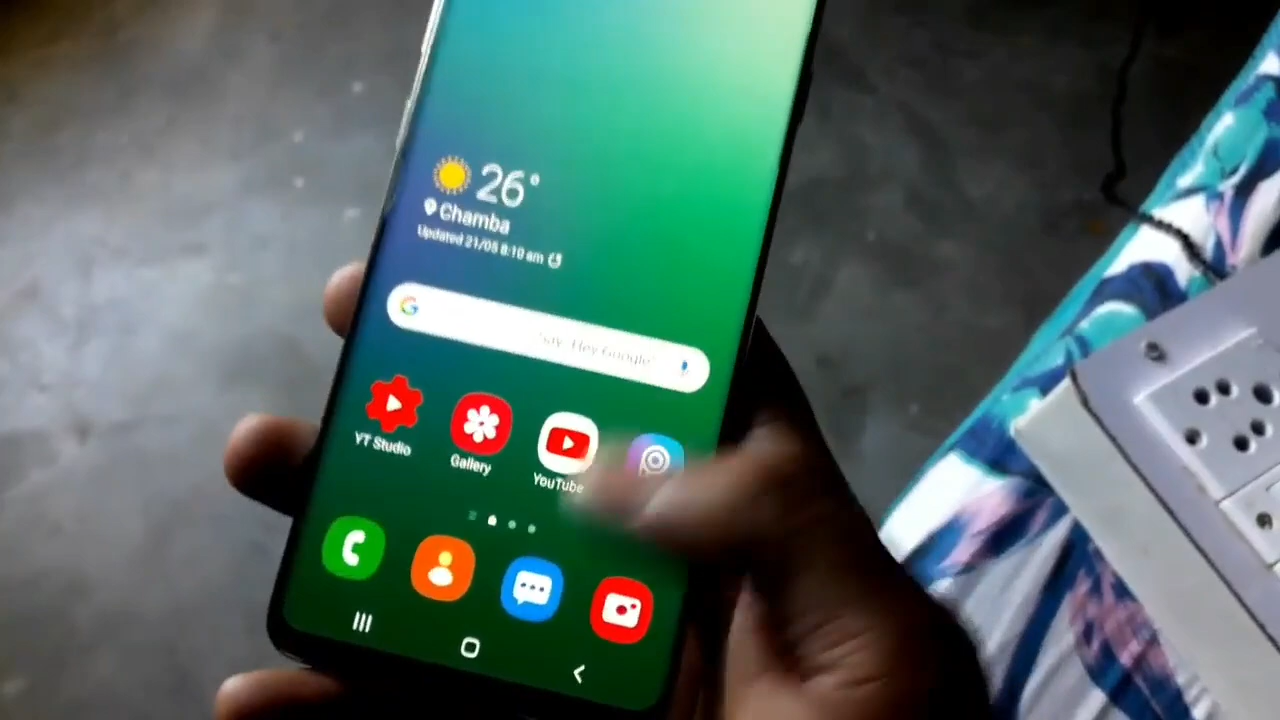 26°
Chamba
Updated 21/05 8:10 am
Say "Hey Google"
YT Studio
Gallery
YouTube